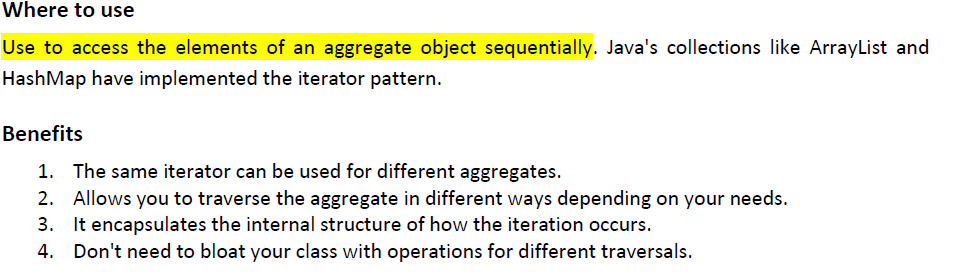 Where to use
Use to access the elements of an aggregate object sequentially. Java's collections like ArrayList and
HashMap have implemented the iterator pattern.
Benefits
1. The same iterator can be used for different aggregates.
2. Allows you to traverse the aggregate in different ways depending on your needs.
3. It encapsulates the internal structure of how the iteration occurs.
4. Don't need to bloat your class with operations for different traversals.